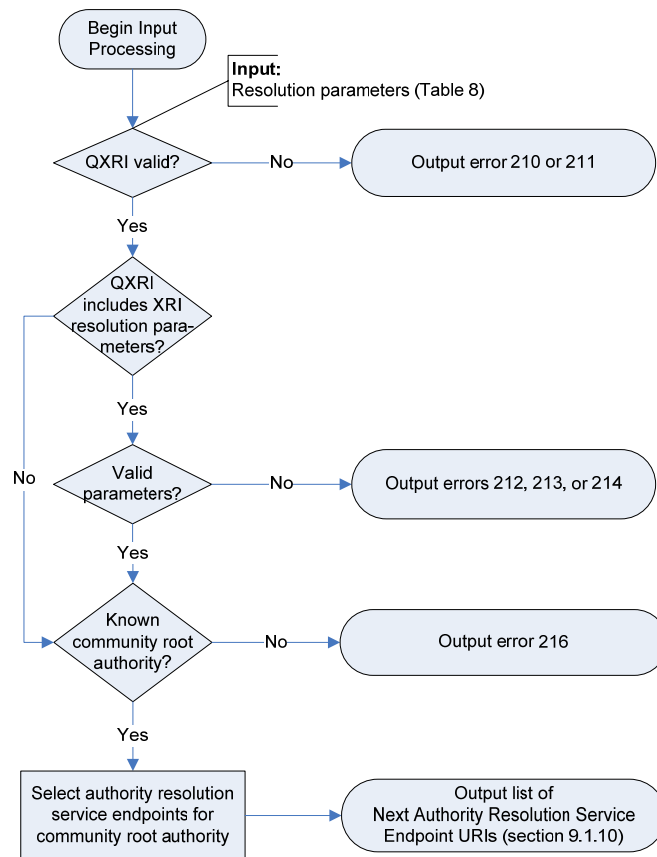 Begin Input
Processing
Input:
Resolution parameters (Table 8)
QXRI valid?
No
Output error 210 or 211
Yes
QXRI
includes XRI
resolution para-
meters?
Yes
No
Valid
parameters?
No
Output errors 212, 213, or 214
Yes
Known
community root
authority?
No
Output error 216
Yes
Select authority resolution
service endpoints for
community root authority
Output list of
Next Authority Resolution Service
Endpoint URIs (section 9.1.10)